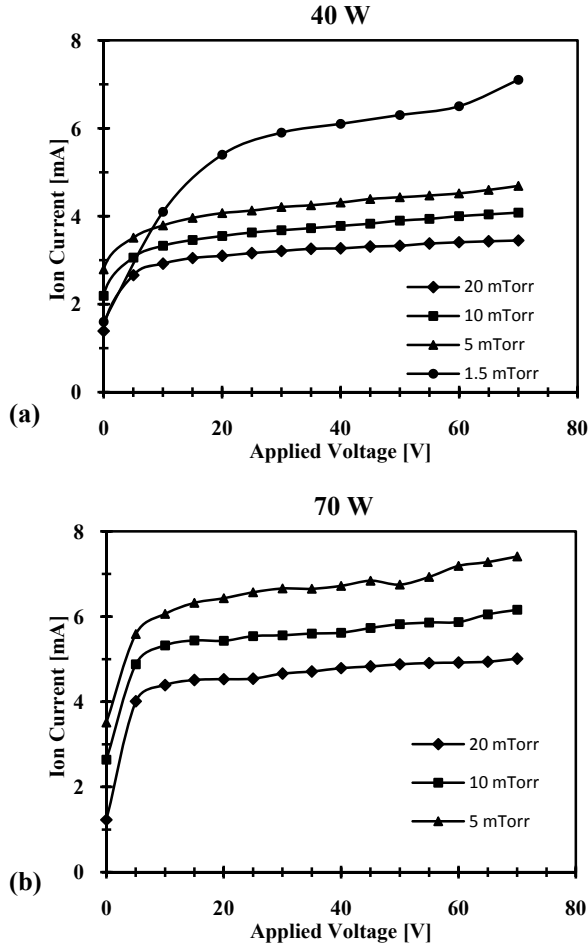 40 W
8
6
4
2
0
Ion Current [mA]
20 mTorr
10 mTorr
5 mTorr
1.5 mTorr
0 20 40 60 80
Applied Voltage [V]
(a)
70 W
8
6
4
2
0
Ion Current [mA]
20 mTorr
10 mTorr
5 mTorr
0 20 40 60 80
Applied Voltage [V]
(b)